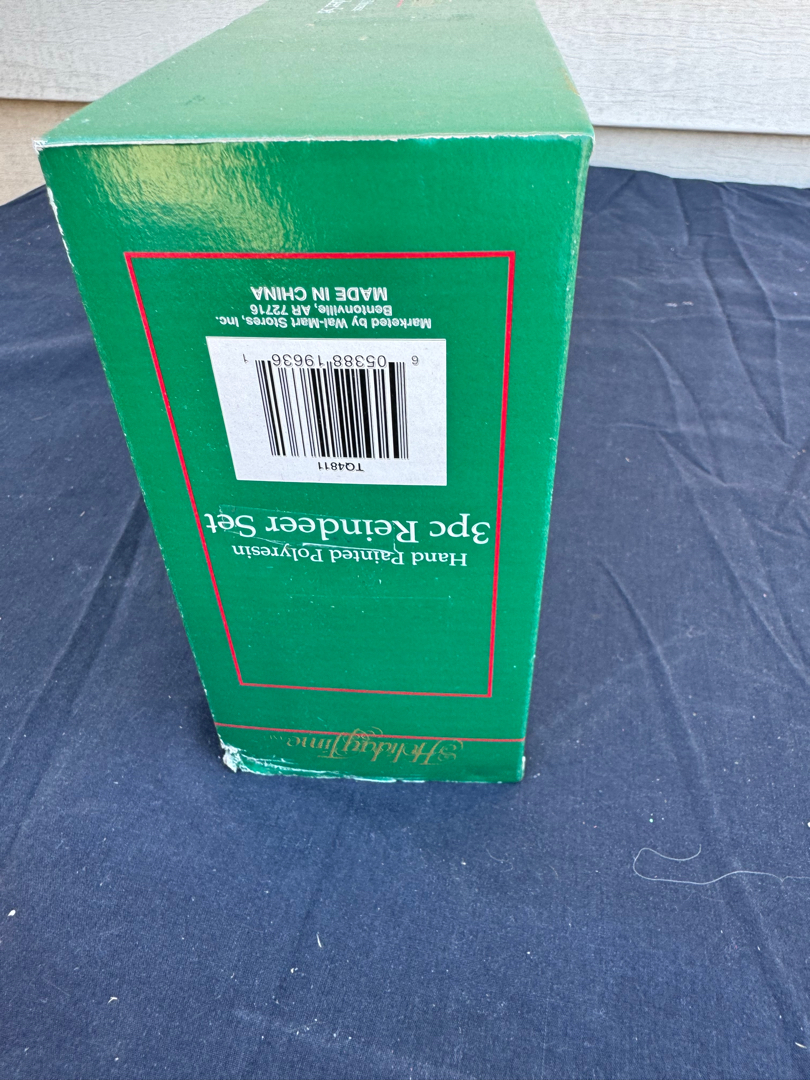 Holiday Time...
Hand Painted Polyresin
3pc Reindeer Set
TQ4811
6 05388 19636 1
Marketed by Wal-Mart Stores, Inc.
Bentonville, AR 72716
MADE IN CHINA